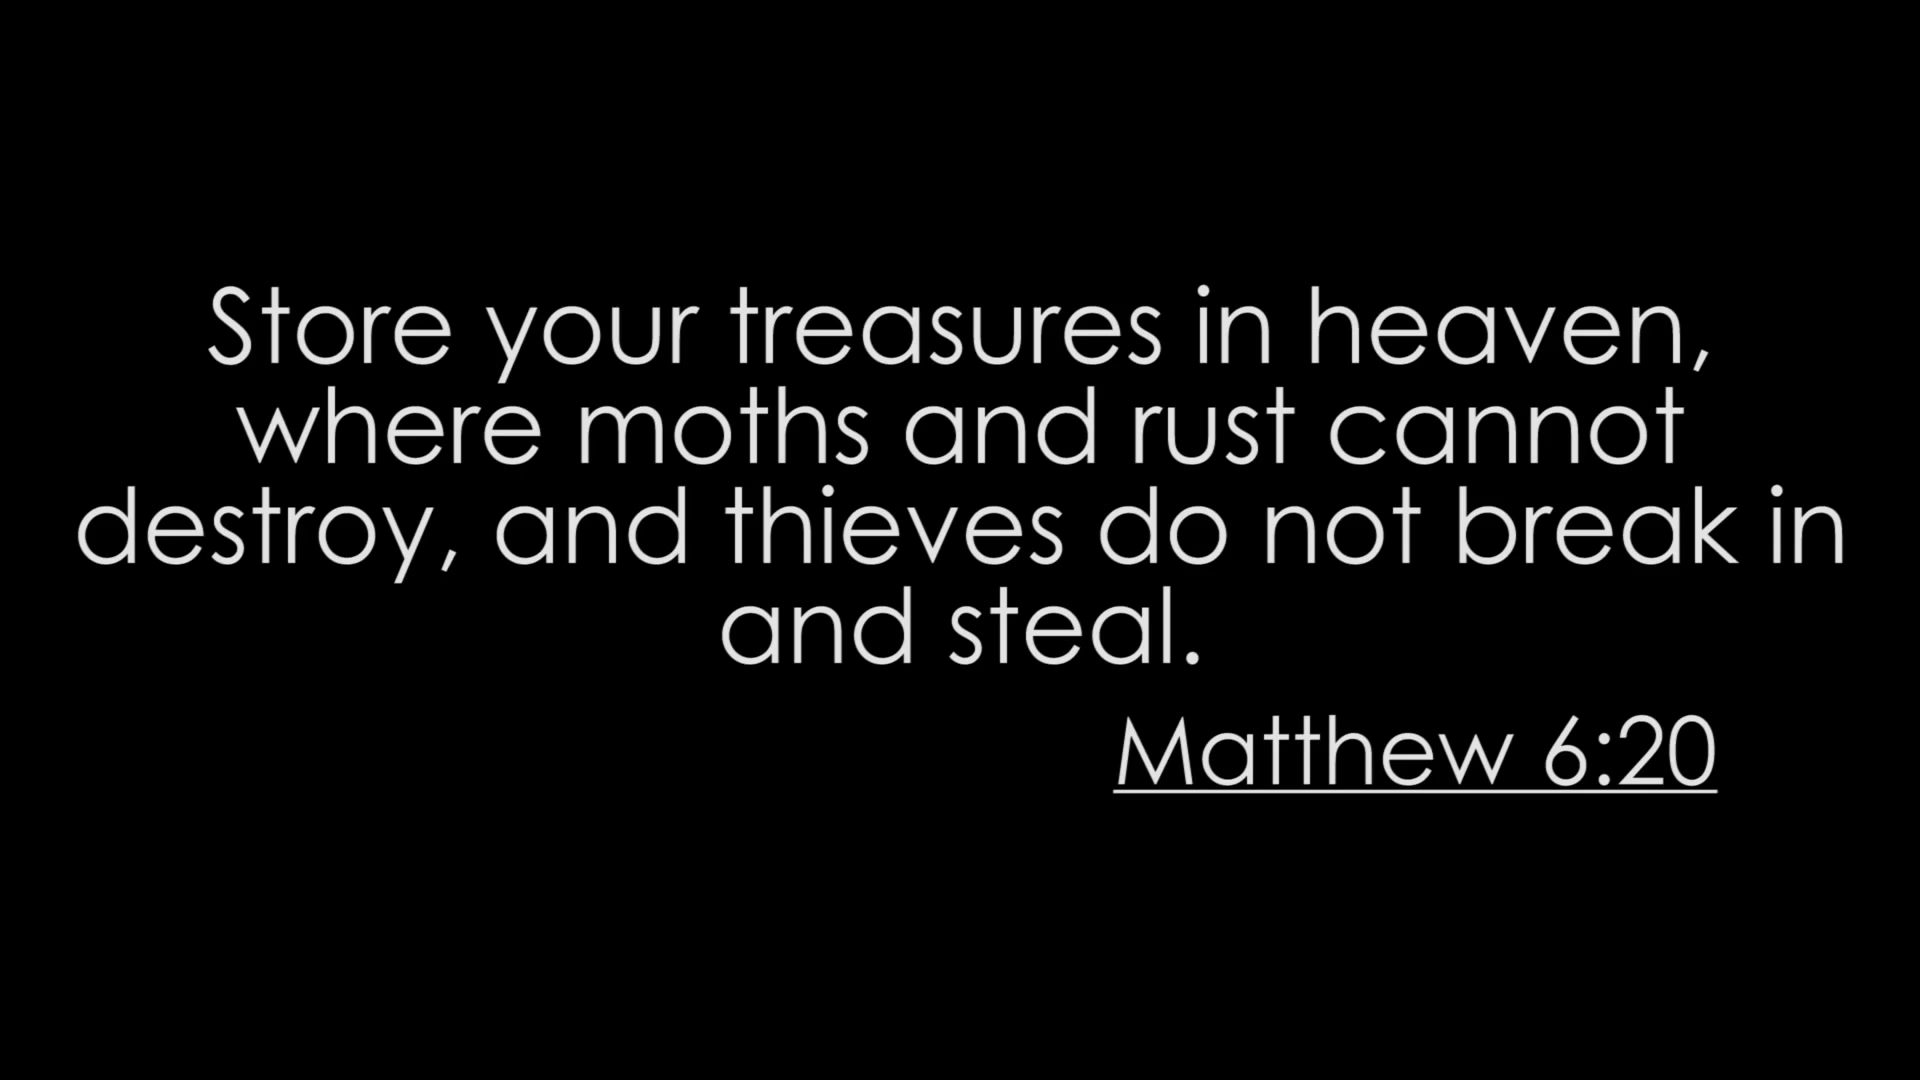 Store your treasures in heaven,
where moths and rust cannot
destroy, and thieves do not break in
and steal.
Matthew 6:20